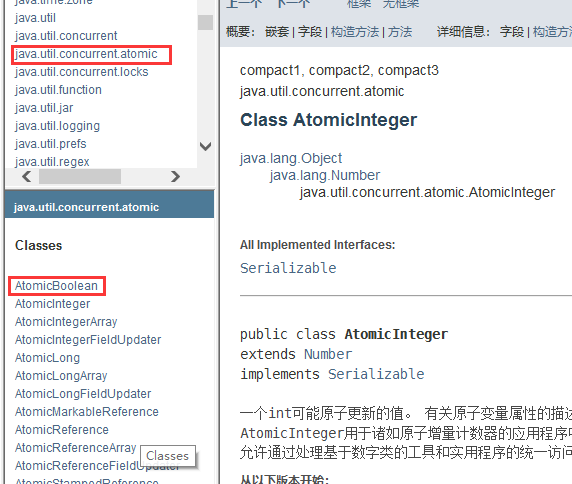 java.time.zone
java.util
java.util.concurrent
java.util.concurrent.atomic
java.util.concurrent.locks
java.util.function
java.util.jar
java.util.logging
java.util.prefs
java.util.regex
java.util.concurrent.atomic
Classes
AtomicBoolean
AtomicInteger
AtomicIntegerArray
AtomicIntegerFieldUpdater
AtomicLong
AtomicLongArray
AtomicLongFieldUpdater
AtomicMarkableReference
AtomicReference
AtomicReferenceArray
Classes
AtomicReferenceFieldUpdater
AtomicStampedReference
上一个 下一个 框架 无框架
概要： 嵌套 | 字段 | 构造方法 | 方法 详细信息： 字段 | 构造方
compact1, compact2, compact3
java.util.concurrent.atomic
Class AtomicInteger
java.lang.Object
java.lang.Number
java.util.concurrent.atomic.AtomicInteger
All Implemented Interfaces:
Serializable
public class AtomicInteger
extends Number
implements Serializable
一个int可能原子更新的值。 有关原子变量属性的描述
AtomicInteger用于诸如原子增量计数器的应用程序中
允许通过处理基于数字类的工具和实用程序的统一访问
从以下版本开始: